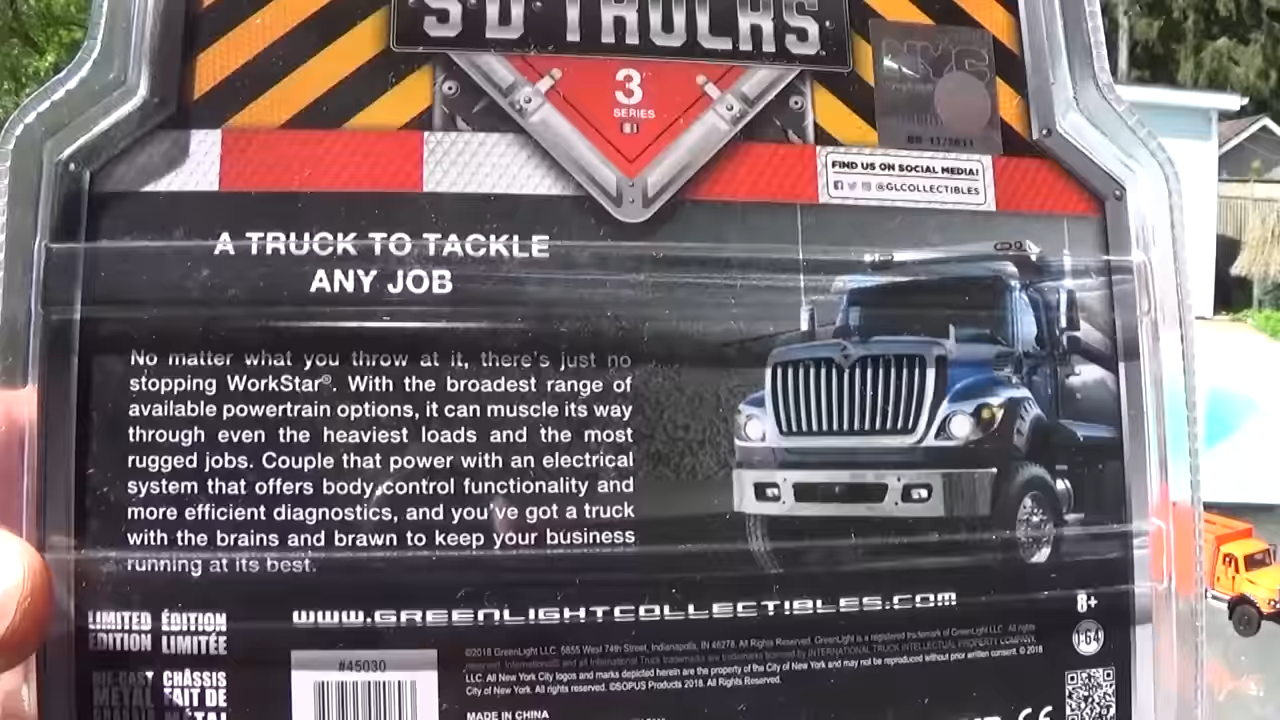 S·D TRUCKS
3
SERIES
NYC
FIND US ON SOCIAL MEDIA!
@GLCOLLECTIBLES
A TRUCK TO TACKLE
ANY JOB
No matter what you throw at it, there's just no
stopping WorkStar®. With the broadest range of
available powertrain options, it can muscle its way
through even the heaviest loads and the most
rugged jobs. Couple that power with an electrical
system that offers body control functionality and
more efficient diagnostics, and you've got a truck
with the brains and brawn to keep your business
running at its best.
WWW.GREENLIGHTCOLLECTIBLES.COM
8+
1:64
LIMITED EDITION
ÉDITION LIMITÉE
DIE-CAST METAL
CHÂSSIS FAIT DE MÉTAL
#45030
©2018 GreenLight LLC. 5855 West 74th Street, Indianapolis, IN 46278. All Rights Reserved. GreenLight is a registered trademark of GreenLight LLC. All rights
reserved. International® and all International Truck trademarks are trademarks licensed by INTERNATIONAL TRUCK INTELLECTUAL PROPERTY COMPANY,
LLC. All New York City logos and marks depicted herein are the property of the City of New York and may not be reproduced without prior written consent. © 2018
City of New York. All rights reserved. ©SOPUS Products 2018. All Rights Reserved.
MADE IN CHINA
CE